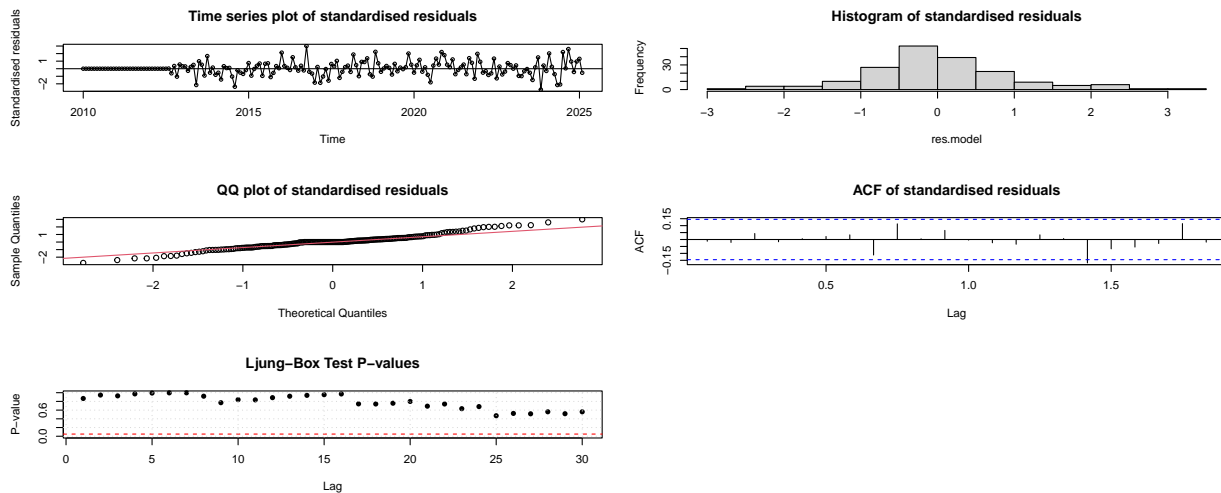 Time series plot of standardised residuals
Standardised residuals
1
−2
2010
2015
2020
2025
Time
Histogram of standardised residuals
Frequency
30
0
−3
−2
−1
0
1
2
3
res.model
QQ plot of standardised residuals
Sample Quantiles
1
−2
−2
−1
0
1
2
Theoretical Quantiles
ACF of standardised residuals
ACF
0.15
−0.15
0.5
1.0
1.5
Lag
Ljung−Box Test P−values
P−value
0.6
0.0
0
5
10
15
20
25
30
Lag